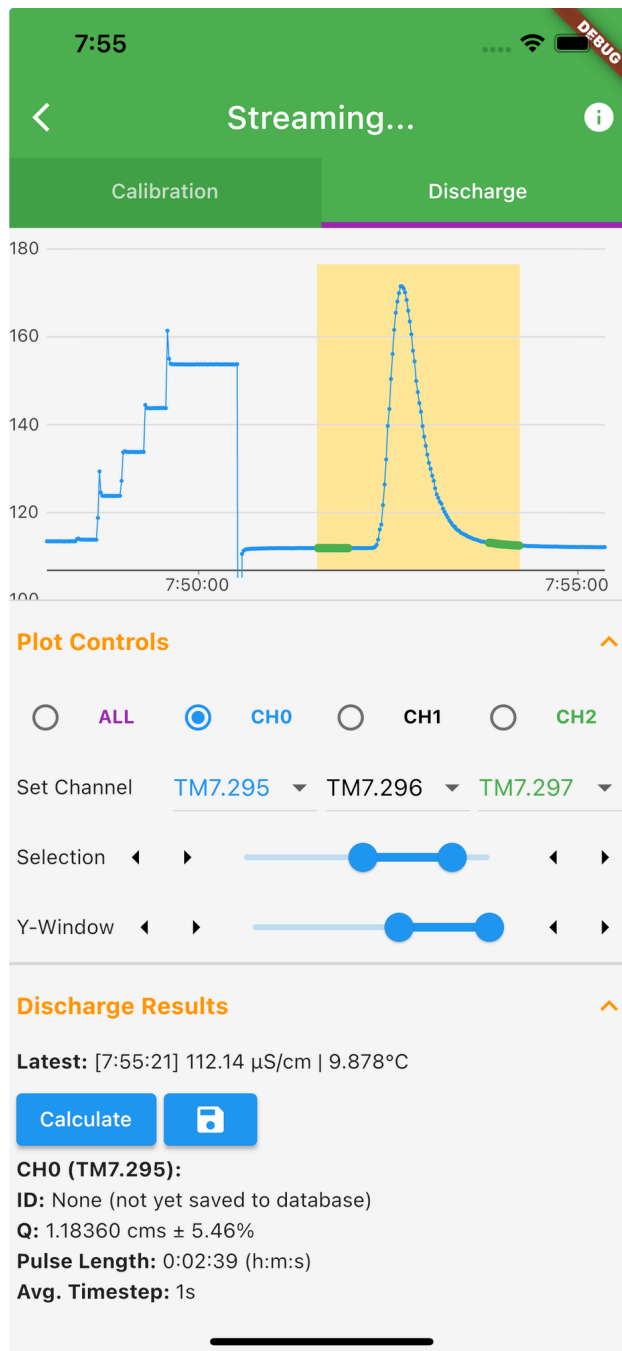 7:55
DEBUG
Streaming...
Calibration
Discharge
180
160
140
120
100
7:50:00
7:55:00
Plot Controls
ALL
CH0
CH1
CH2
Set Channel
TM7.295
TM7.296
TM7.297
Selection
Y-Window
Discharge Results
Latest: [7:55:21] 112.14 µS/cm | 9.878°C
Calculate
CH0 (TM7.295):
ID: None (not yet saved to database)
Q: 1.18360 cms ± 5.46%
Pulse Length: 0:02:39 (h:m:s)
Avg. Timestep: 1s